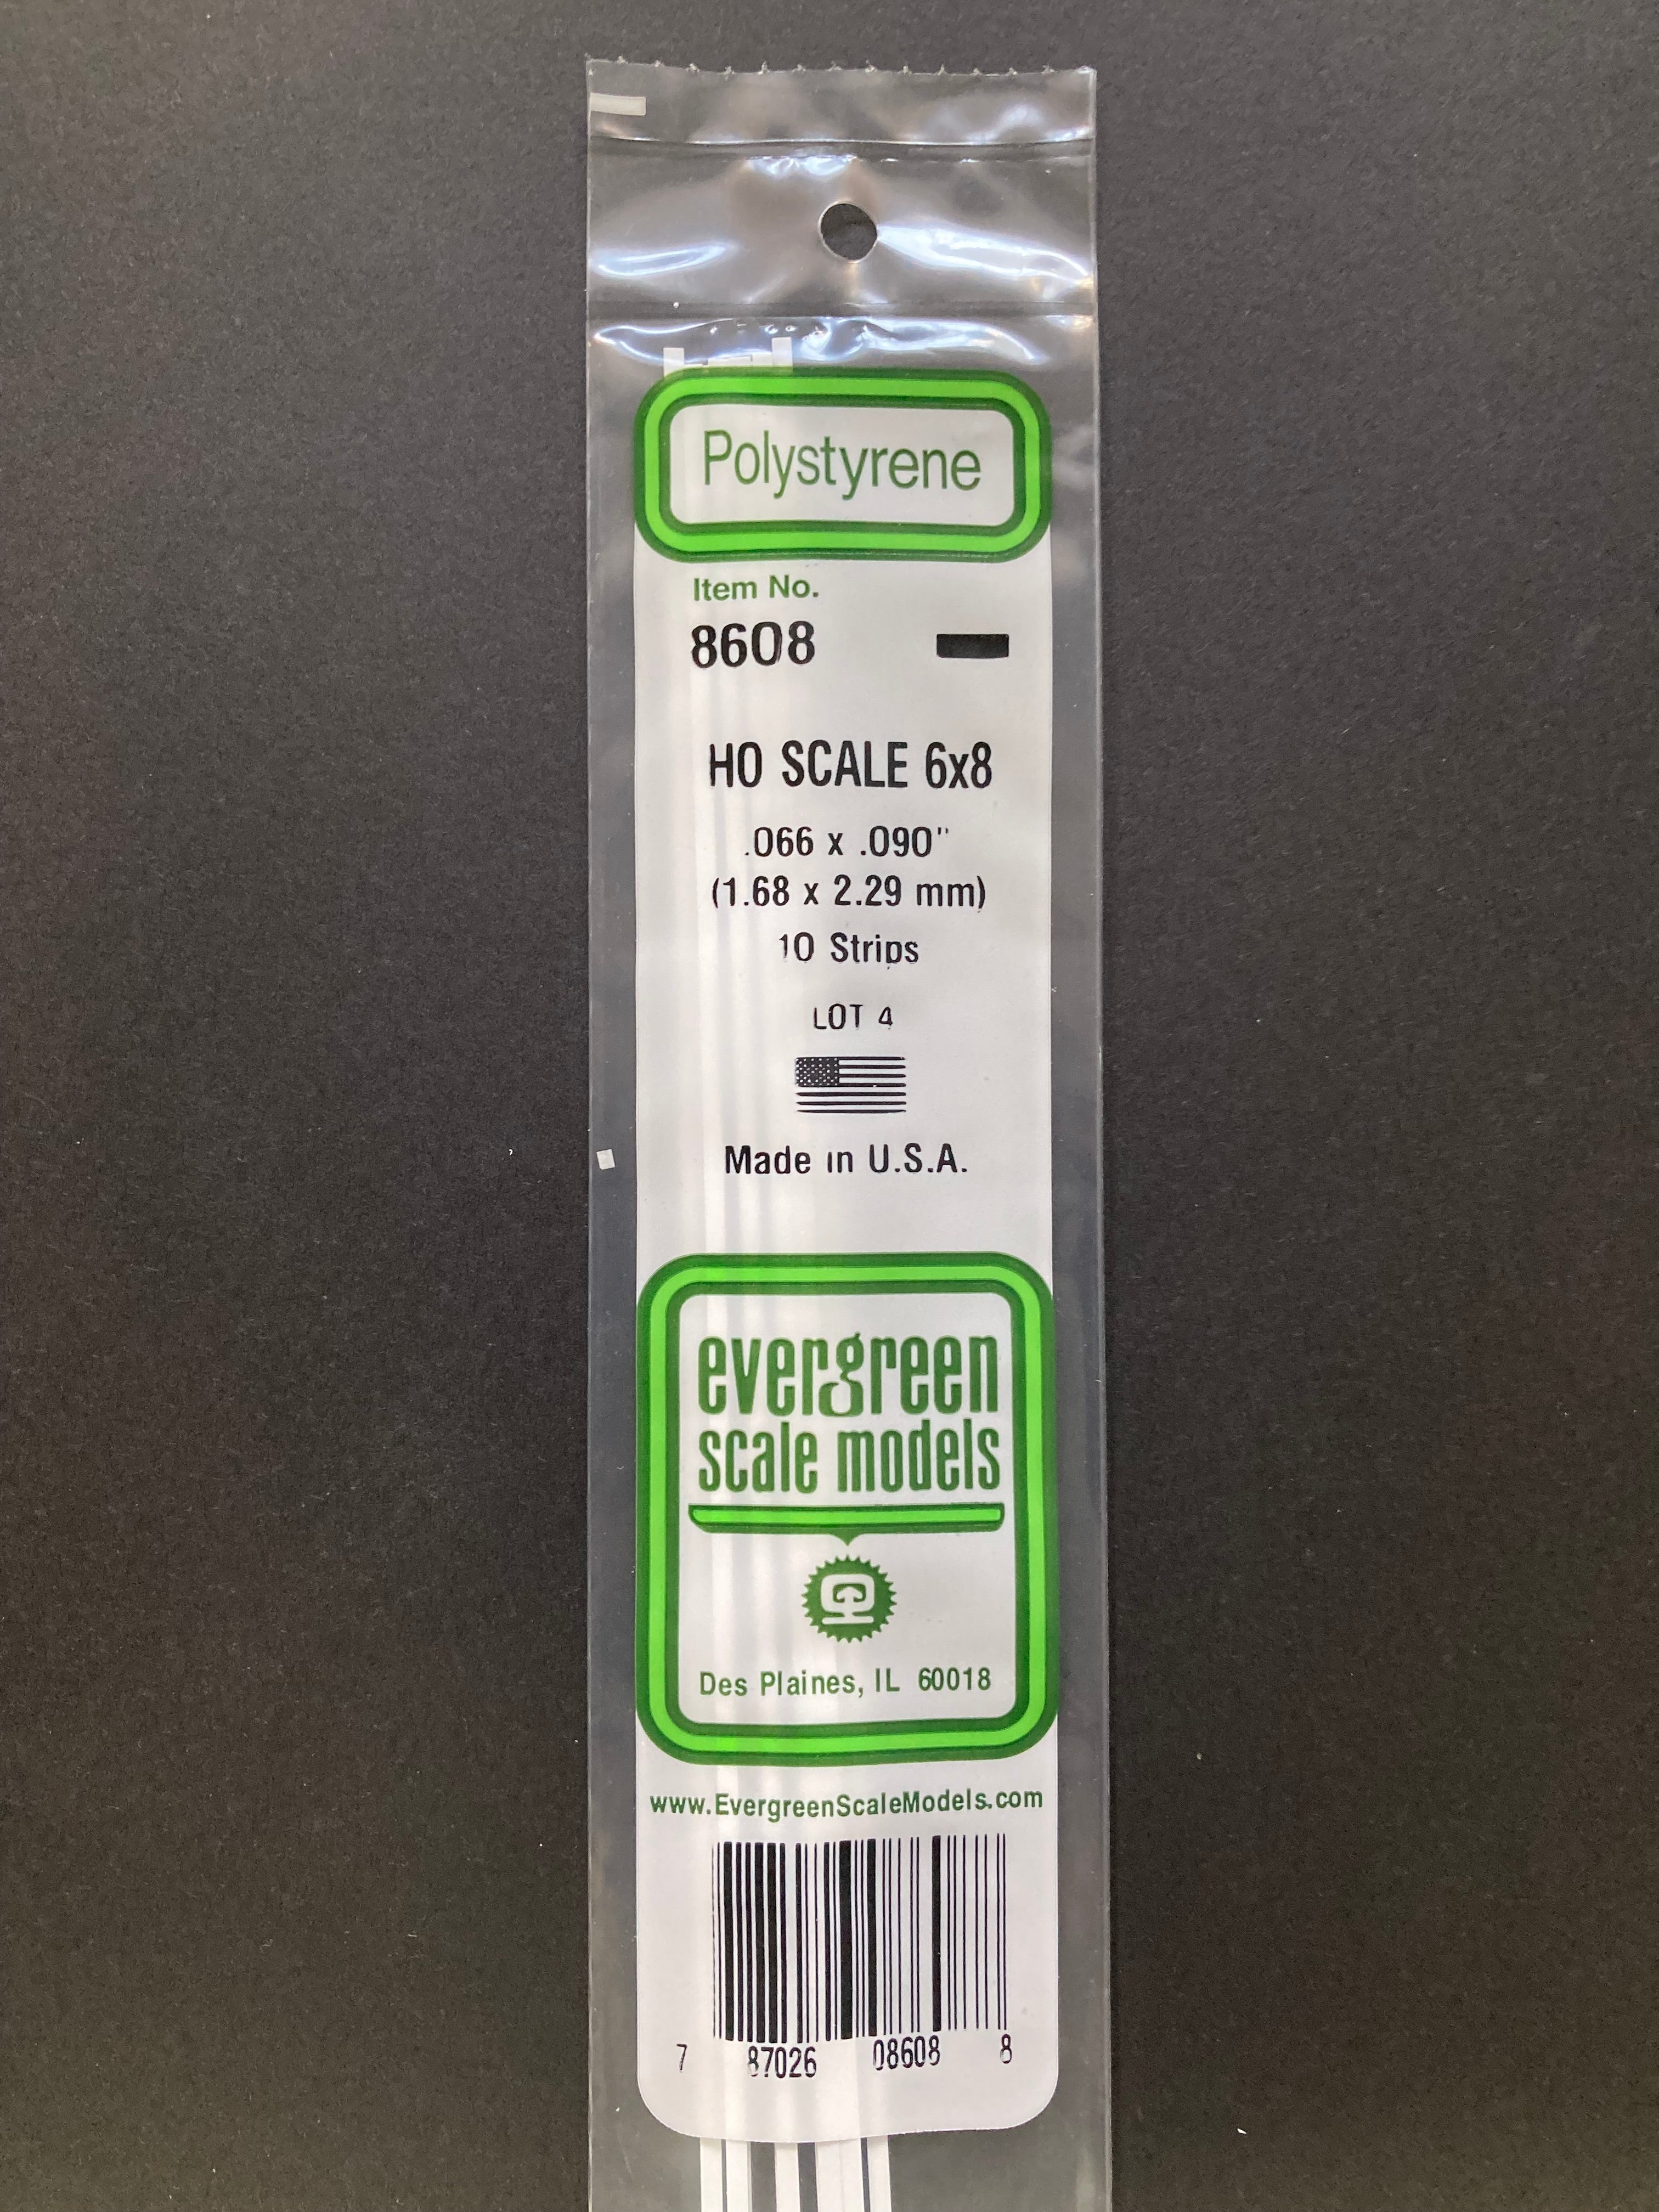 Polystyrene
Item No.
8608
HO SCALE 6x8
.066 x .090"
(1.68 x 2.29 mm)
10 Strips
LOT 4
Made in U.S.A.
evergreen
scale models
Des Plaines, IL 60018
www.EvergreenScaleModels.com
7 87026 08608 8